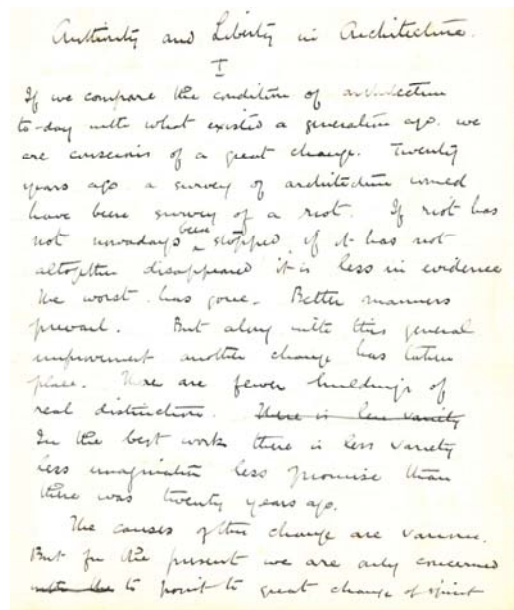 Authority and Liberty in Architecture.
I
If we compare the condition of architecture
to-day with what existed a generation ago we
are conscious of a great change. Twenty
years ago a survey of architecture would
have been survey of a riot. If riot has
not nowadays been stopped, if it has not
altogether disappeared it is less in evidence
the worst has gone. Better manners
prevail. But along with this general
improvement another change has taken
place. There are fewer buildings of
real distinction. There is less variety
In the best work there is less variety
less imagination less promise than
there was twenty years ago.
The causes of this change are various.
But for the present we are only concerned
with the to point to great change of spirit